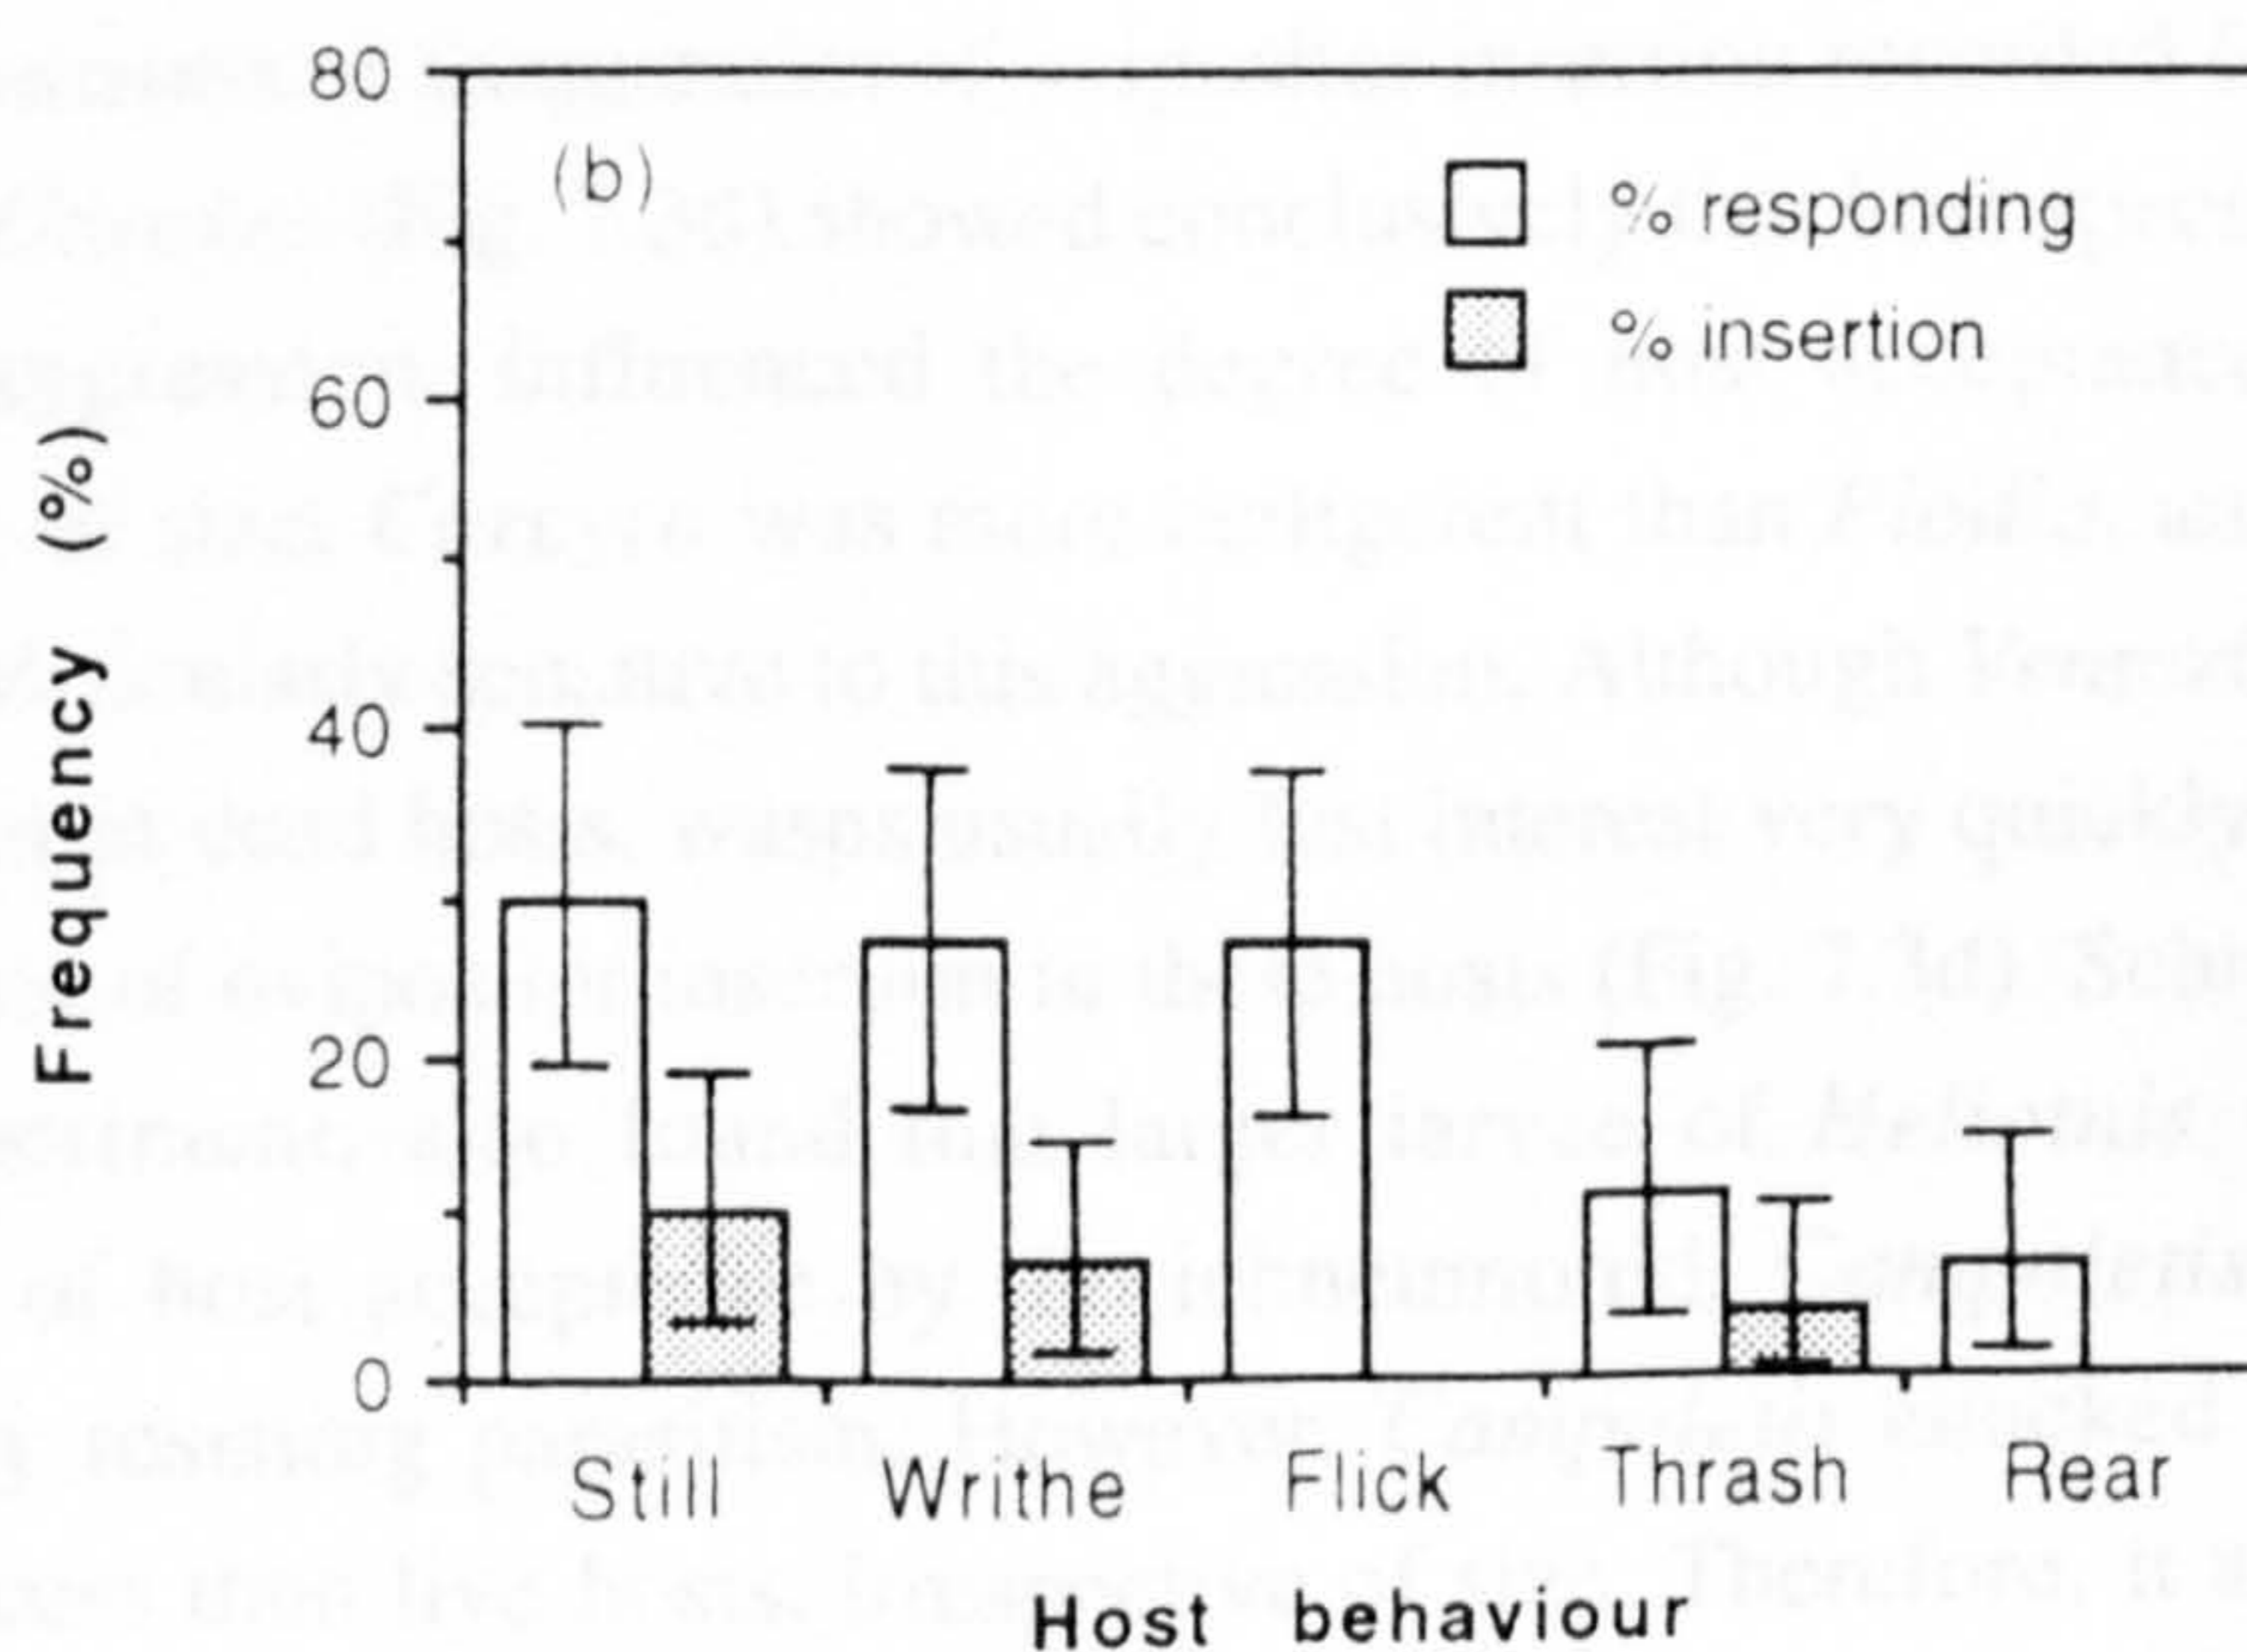 80
(b)
% responding
% insertion
60
40
20
0
Frequency (%)
Still Writhe Flick Thrash Rear
Host behaviour